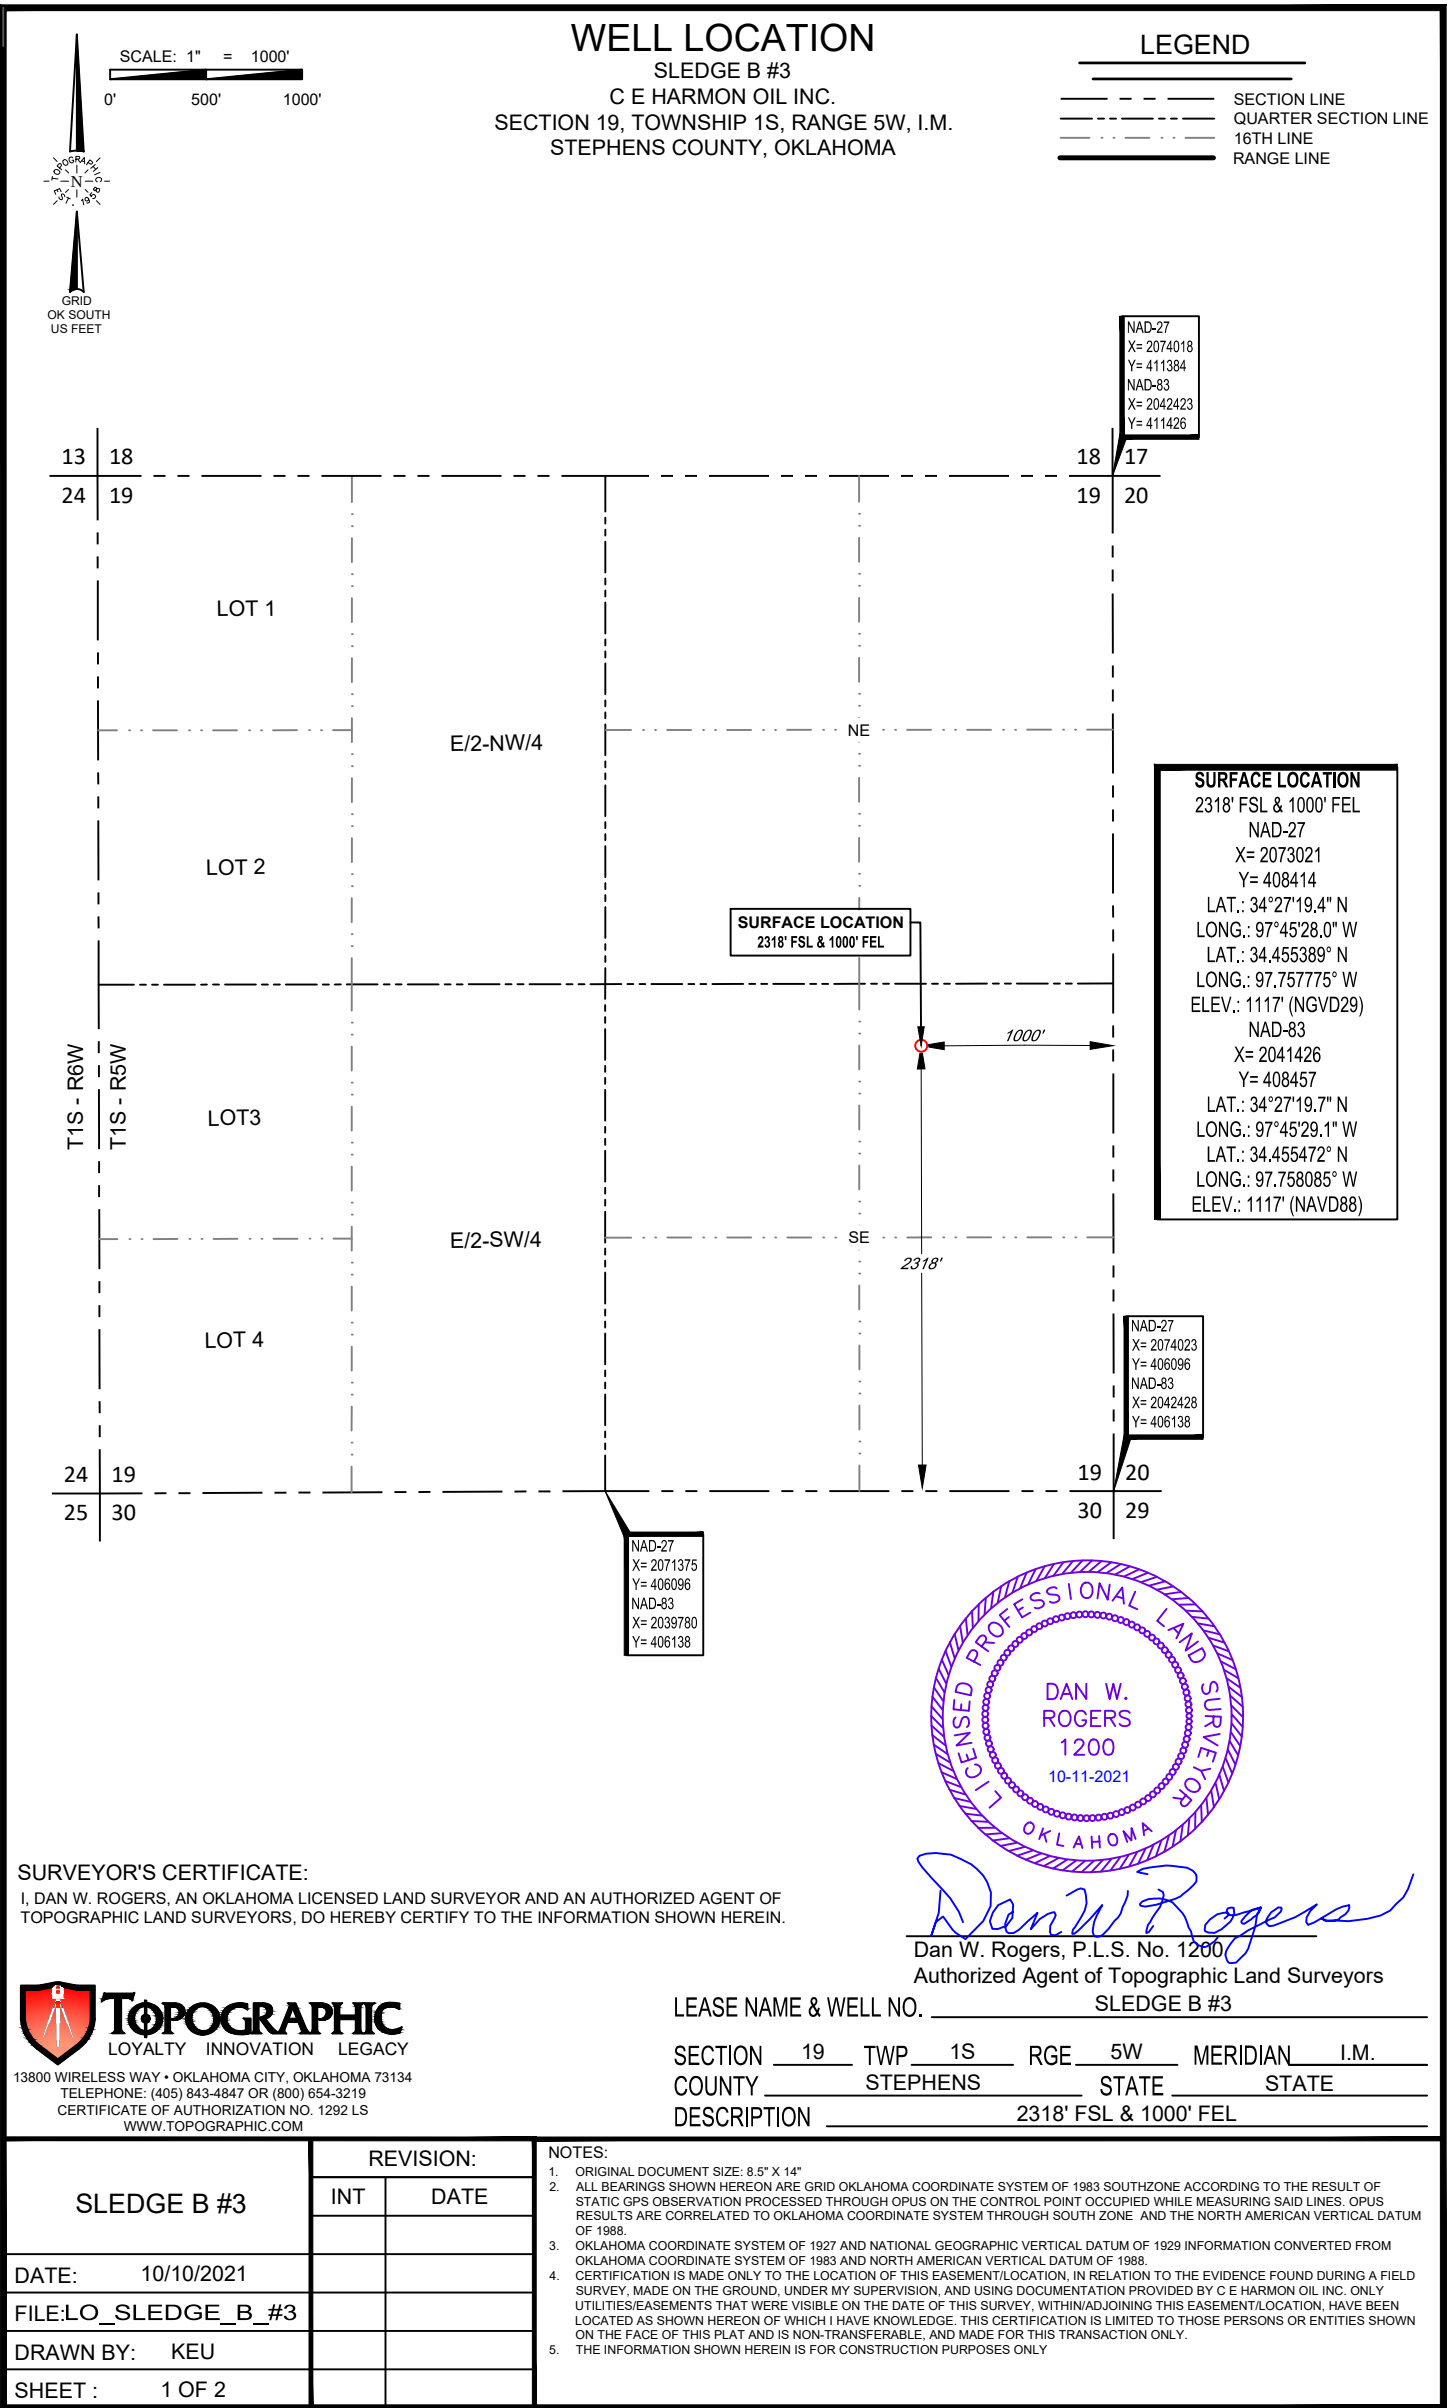 WELL LOCATION
SLEDGE B #3
C E HARMON OIL INC.
SECTION 19, TOWNSHIP 1S, RANGE 5W, I.M.
STEPHENS COUNTY, OKLAHOMA
SCALE: 1" = 1000'
0' 500' 1000'
TOPOGRAPHIC
N
EST. 1958
GRID
OK SOUTH
US FEET
LEGEND
SECTION LINE
QUARTER SECTION LINE
16TH LINE
RANGE LINE
NAD-27
X= 2074018
Y= 411384
NAD-83
X= 2042423
Y= 411426
13 18
24 19
18 17
19 20
LOT 1
E/2-NW/4
NE
LOT 2
SURFACE LOCATION
2318' FSL & 1000' FEL
SURFACE LOCATION
2318' FSL & 1000' FEL
NAD-27
X= 2073021
Y= 408414
LAT.: 34°27'19.4" N
LONG.: 97°45'28.0" W
LAT.: 34.455389° N
LONG.: 97.757775° W
ELEV.: 1117' (NGVD29)
NAD-83
X= 2041426
Y= 408457
LAT.: 34°27'19.7" N
LONG.: 97°45'29.1" W
LAT.: 34.455472° N
LONG.: 97.758085° W
ELEV.: 1117' (NAVD88)
1000'
T1S - R6W
T1S - R5W
LOT3
E/2-SW/4
SE
2318'
LOT 4
NAD-27
X= 2074023
Y= 406096
NAD-83
X= 2042428
Y= 406138
24 19
25 30
19 20
30 29
NAD-27
X= 2071375
Y= 406096
NAD-83
X= 2039780
Y= 406138
LICENSED PROFESSIONAL LAND SURVEYOR
DAN W.
ROGERS
1200
10-11-2021
OKLAHOMA
SURVEYOR'S CERTIFICATE:
I, DAN W. ROGERS, AN OKLAHOMA LICENSED LAND SURVEYOR AND AN AUTHORIZED AGENT OF
TOPOGRAPHIC LAND SURVEYORS, DO HEREBY CERTIFY TO THE INFORMATION SHOWN HEREIN.
Dan W Rogers
Dan W. Rogers, P.L.S. No. 1200
Authorized Agent of Topographic Land Surveyors
TOPOGRAPHIC
LOYALTY INNOVATION LEGACY
13800 WIRELESS WAY • OKLAHOMA CITY, OKLAHOMA 73134
TELEPHONE: (405) 843-4847 OR (800) 654-3219
CERTIFICATE OF AUTHORIZATION NO. 1292 LS
WWW.TOPOGRAPHIC.COM
LEASE NAME & WELL NO. SLEDGE B #3
SECTION 19 TWP 1S RGE 5W MERIDIAN I.M.
COUNTY STEPHENS STATE STATE
DESCRIPTION 2318' FSL & 1000' FEL
SLEDGE B #3
REVISION:
INT DATE
DATE: 10/10/2021
FILE:LO_SLEDGE_B_#3
DRAWN BY: KEU
SHEET : 1 OF 2
NOTES:
1. ORIGINAL DOCUMENT SIZE: 8.5" X 14"
2. ALL BEARINGS SHOWN HEREON ARE GRID OKLAHOMA COORDINATE SYSTEM OF 1983 SOUTHZONE ACCORDING TO THE RESULT OF
STATIC GPS OBSERVATION PROCESSED THROUGH OPUS ON THE CONTROL POINT OCCUPIED WHILE MEASURING SAID LINES. OPUS
RESULTS ARE CORRELATED TO OKLAHOMA COORDINATE SYSTEM THROUGH SOUTH ZONE AND THE NORTH AMERICAN VERTICAL DATUM
OF 1988.
3. OKLAHOMA COORDINATE SYSTEM OF 1927 AND NATIONAL GEOGRAPHIC VERTICAL DATUM OF 1929 INFORMATION CONVERTED FROM
OKLAHOMA COORDINATE SYSTEM OF 1983 AND NORTH AMERICAN VERTICAL DATUM OF 1988.
4. CERTIFICATION IS MADE ONLY TO THE LOCATION OF THIS EASEMENT/LOCATION, IN RELATION TO THE EVIDENCE FOUND DURING A FIELD
SURVEY, MADE ON THE GROUND, UNDER MY SUPERVISION, AND USING DOCUMENTATION PROVIDED BY C E HARMON OIL INC. ONLY
UTILITIES/EASEMENTS THAT WERE VISIBLE ON THE DATE OF THIS SURVEY, WITHIN/ADJOINING THIS EASEMENT/LOCATION, HAVE BEEN
LOCATED AS SHOWN HEREON OF WHICH I HAVE KNOWLEDGE. THIS CERTIFICATION IS LIMITED TO THOSE PERSONS OR ENTITIES SHOWN
ON THE FACE OF THIS PLAT AND IS NON-TRANSFERABLE, AND MADE FOR THIS TRANSACTION ONLY.
5. THE INFORMATION SHOWN HEREIN IS FOR CONSTRUCTION PURPOSES ONLY